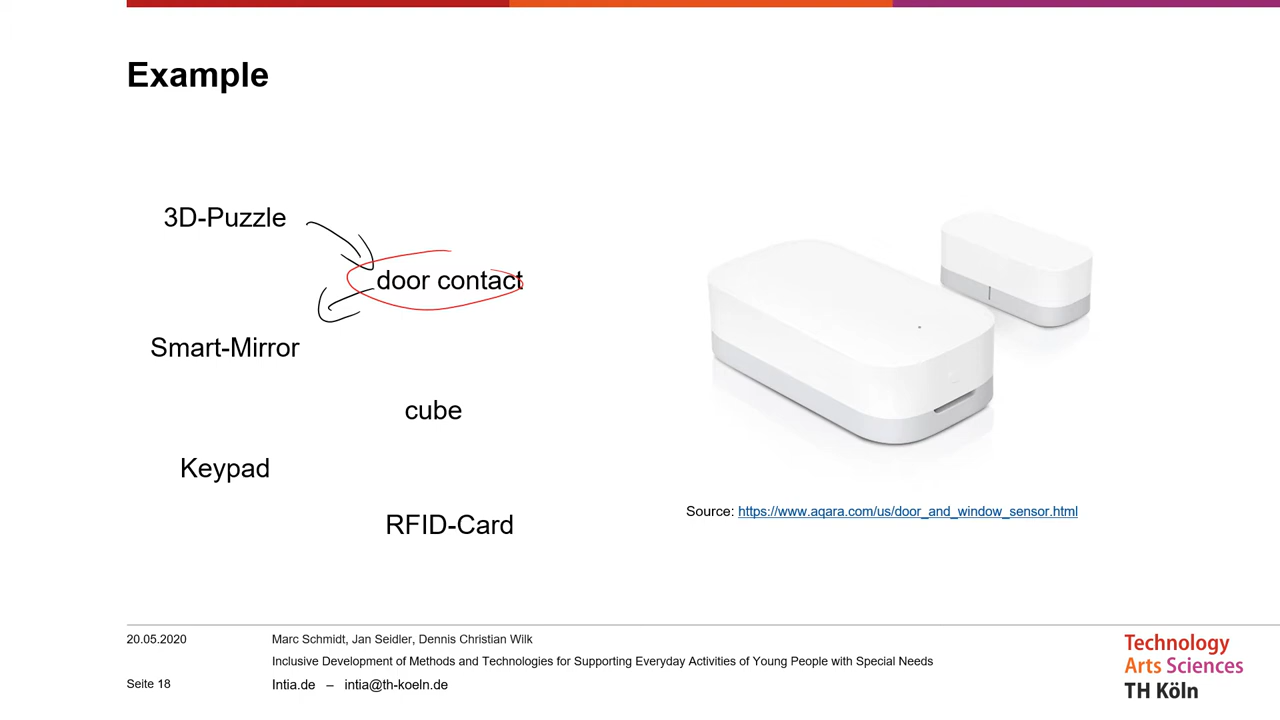 Example
3D-Puzzle
door contact
Smart-Mirror
cube
Keypad
RFID-Card
Source: https://www.aqara.com/us/door_and_window_sensor.html
20.05.2020
Marc Schmidt, Jan Seidler, Dennis Christian Wilk
Inclusive Development of Methods and Technologies for Supporting Everyday Activities of Young People with Special Needs
Seite 18
Intia.de – intia@th-koeln.de
Technology
Arts Sciences
TH Köln